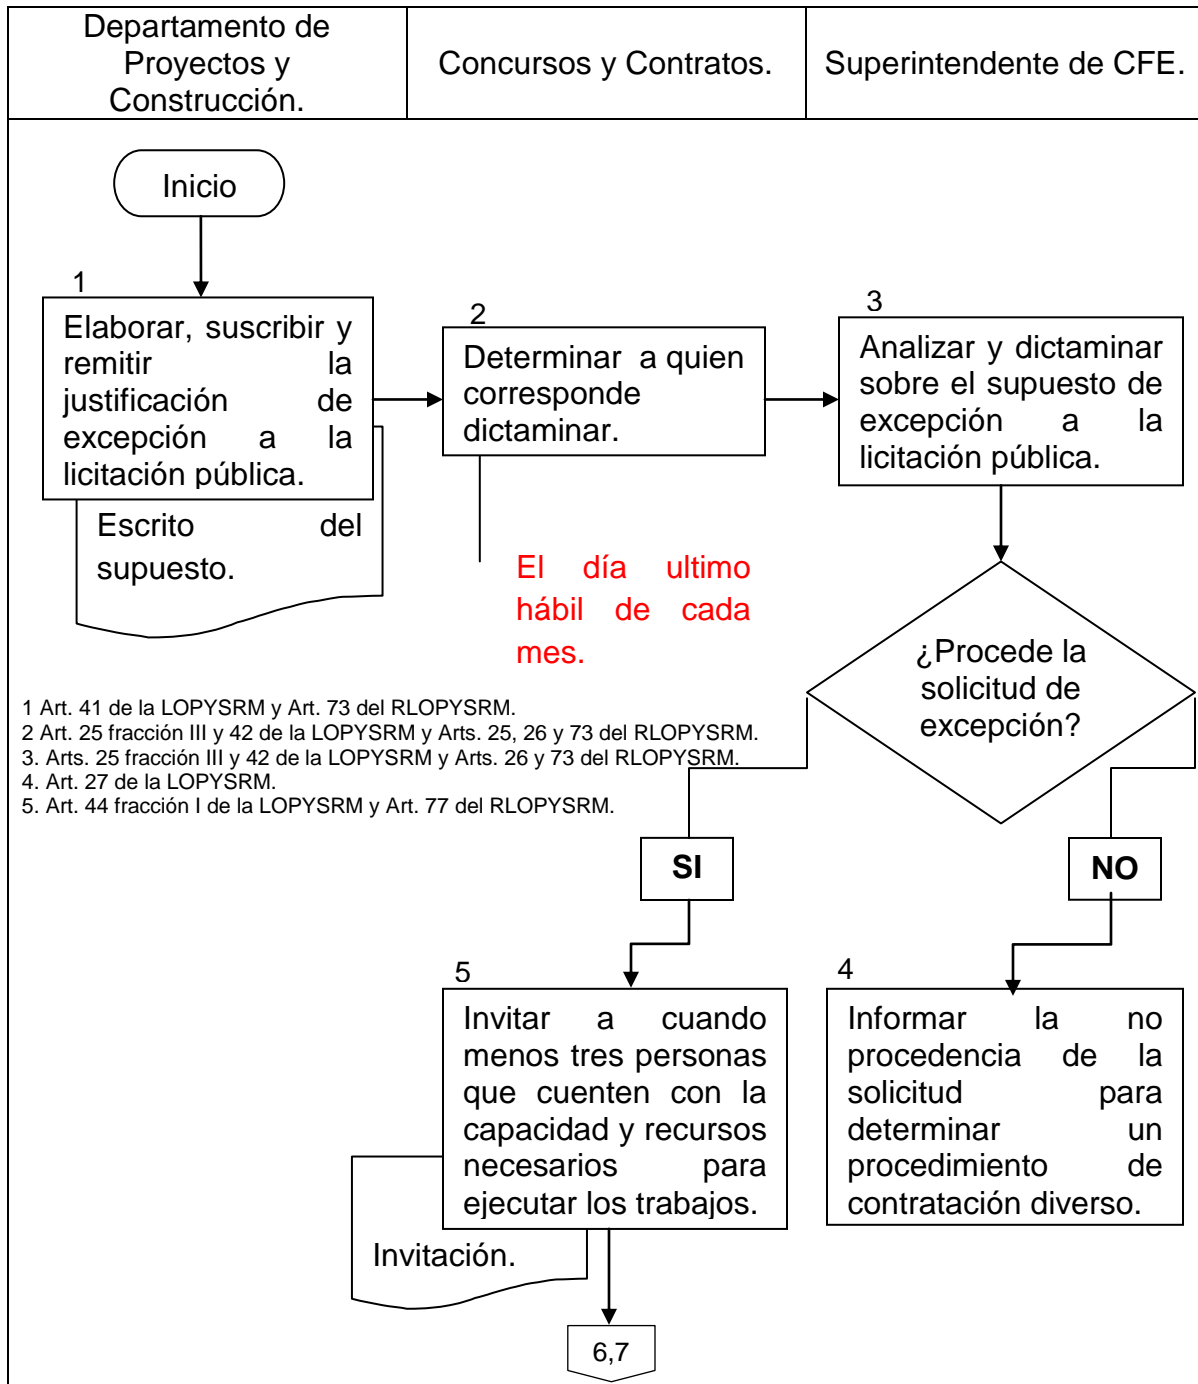 Departamento de
Proyectos y
Construcción.
Concursos y Contratos.
Superintendente de CFE.
Inicio
1
Elaborar, suscribir y
remitir la
justificación de
excepción a la
licitación pública.
Escrito del
supuesto.
2
Determinar a quien
corresponde
dictaminar.
El día ultimo
hábil de cada
mes.
3
Analizar y dictaminar
sobre el supuesto de
excepción a la
licitación pública.
¿Procede la
solicitud de
excepción?
1 Art. 41 de la LOPYSRM y Art. 73 del RLOPYSRM.
2 Art. 25 fracción III y 42 de la LOPYSRM y Arts. 25, 26 y 73 del RLOPYSRM.
3. Arts. 25 fracción III y 42 de la LOPYSRM y Arts. 26 y 73 del RLOPYSRM.
4. Art. 27 de la LOPYSRM.
5. Art. 44 fracción I de la LOPYSRM y Art. 77 del RLOPYSRM.
SI
NO
5
Invitar a cuando
menos tres personas
que cuenten con la
capacidad y recursos
necesarios para
ejecutar los trabajos.
Invitación.
4
Informar la no
procedencia de la
solicitud para
determinar un
procedimiento de
contratación diverso.
6,7